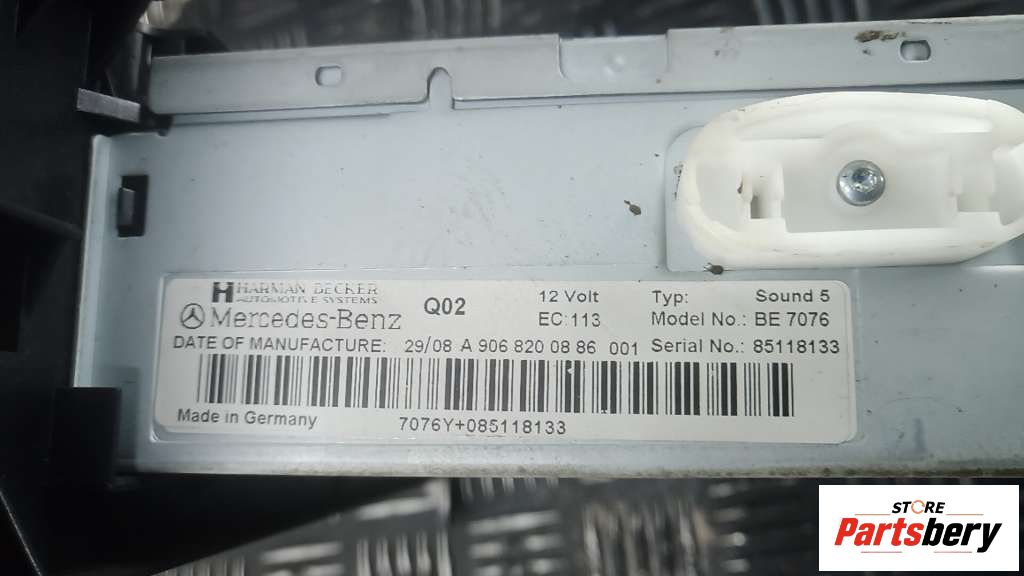 HARMAN BECKER
AUTOMOTIVE SYSTEMS
Mercedes-Benz
Q02
12 Volt
EC:113
Typ: Sound 5
Model No.: BE 7076
DATE OF MANUFACTURE: 29/08 A 906 820 08 86 001 Serial No.: 85118133
Made in Germany
7076Y+085118133
STORE
Partsbery